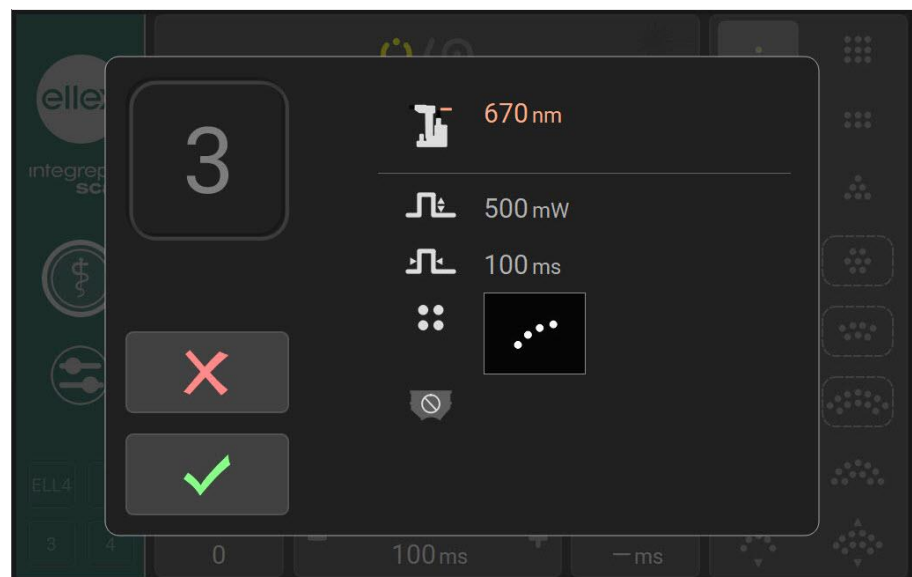 ellex
integrep
sc
3
670 nm
500 mW
100 ms
ELL4
3
4
0
100 ms
— ms